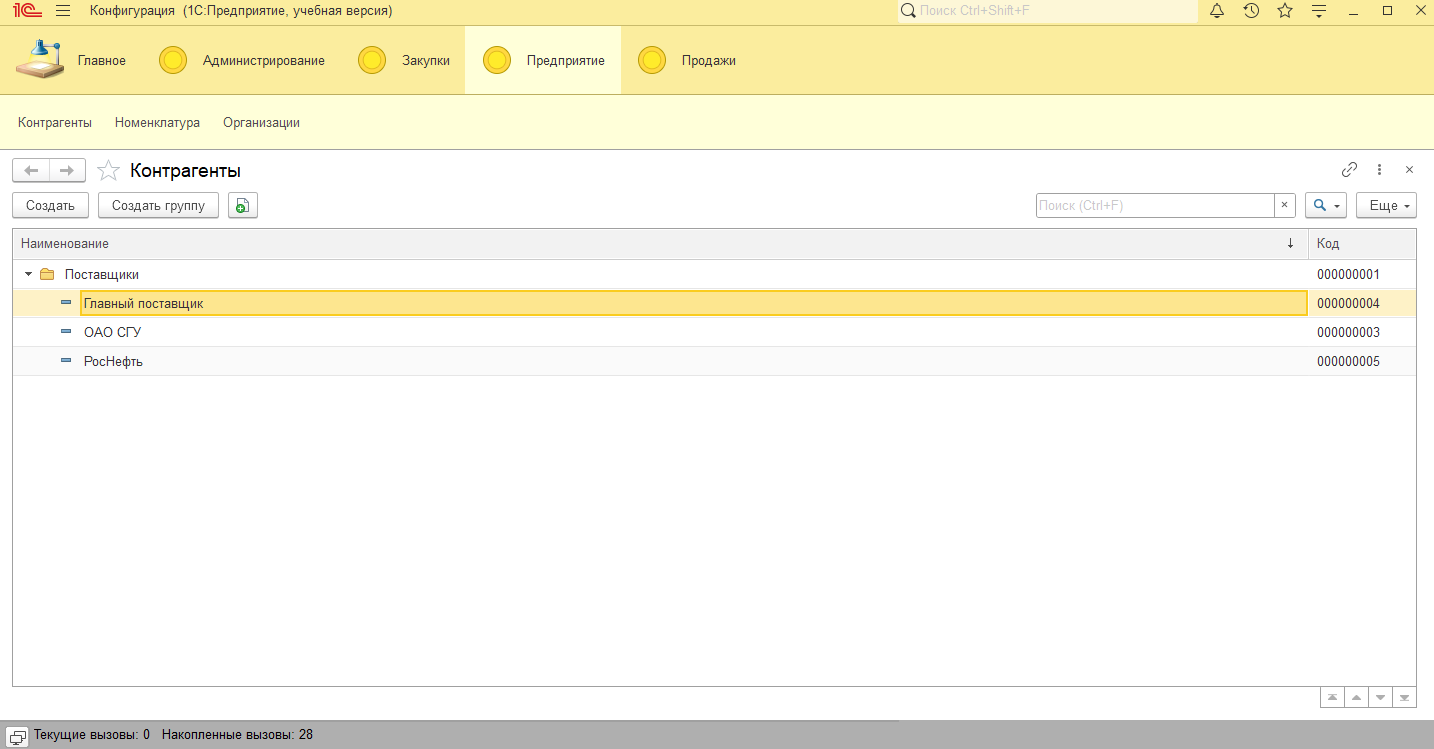 1С Конфигурация (1С:Предприятие, учебная версия) Поиск Ctrl+Shift+F
Главное Администрирование Закупки Предприятие Продажи
Контрагенты Номенклатура Организации
Контрагенты
Создать Создать группу Поиск (Ctrl+F) × Еще
Наименование ↓ Код
Поставщики 000000001
Главный поставщик 000000004
ОАО СГУ 000000003
РосНефть 000000005
Текущие вызовы: 0 Накопленные вызовы: 28